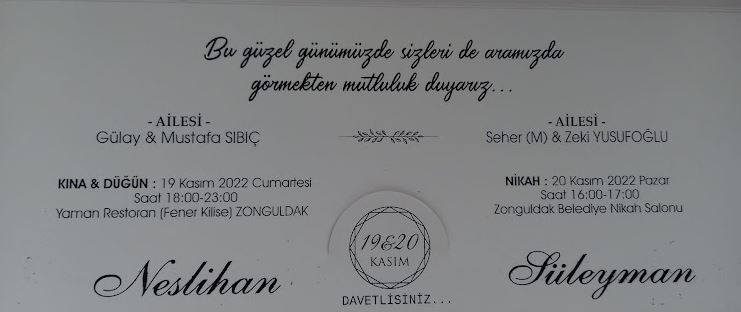 Bu güzel günümüzde sizleri de aramızda
görmekten mutluluk duyarız...
- AİLESİ -
Gülay & Mustafa SIBIÇ
- AİLESİ -
Seher (M) & Zeki YUSUFOĞLU
KINA & DÜĞÜN : 19 Kasım 2022 Cumartesi
Saat 18:00-23:00
Yaman Restoran (Fener Kilise) ZONGULDAK
NİKAH : 20 Kasım 2022 Pazar
Saat 16:00-17:00
Zonguldak Belediye Nikah Salonu
19&20
KASIM
DAVETLİSİNİZ...
Neslihan
Süleyman